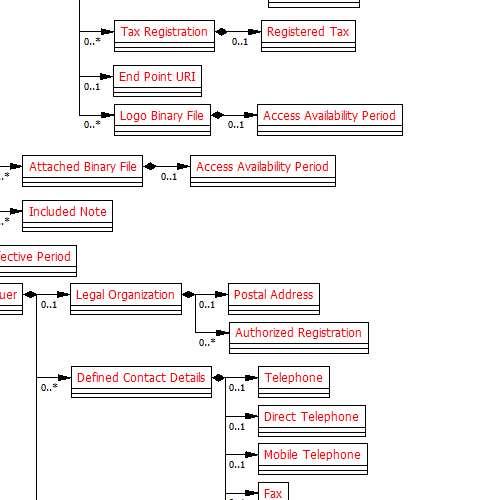 Tax Registration
0..*
0..1
Registered Tax
End Point URI
0..1
Logo Binary File
0..*
0..1
Access Availability Period
..*
Attached Binary File
0..1
Access Availability Period
..*
Included Note
ective Period
uer
0..1
Legal Organization
0..1
Postal Address
0..*
Authorized Registration
0..*
Defined Contact Details
0..1
Telephone
0..1
Direct Telephone
0..1
Mobile Telephone
0..1
Fax